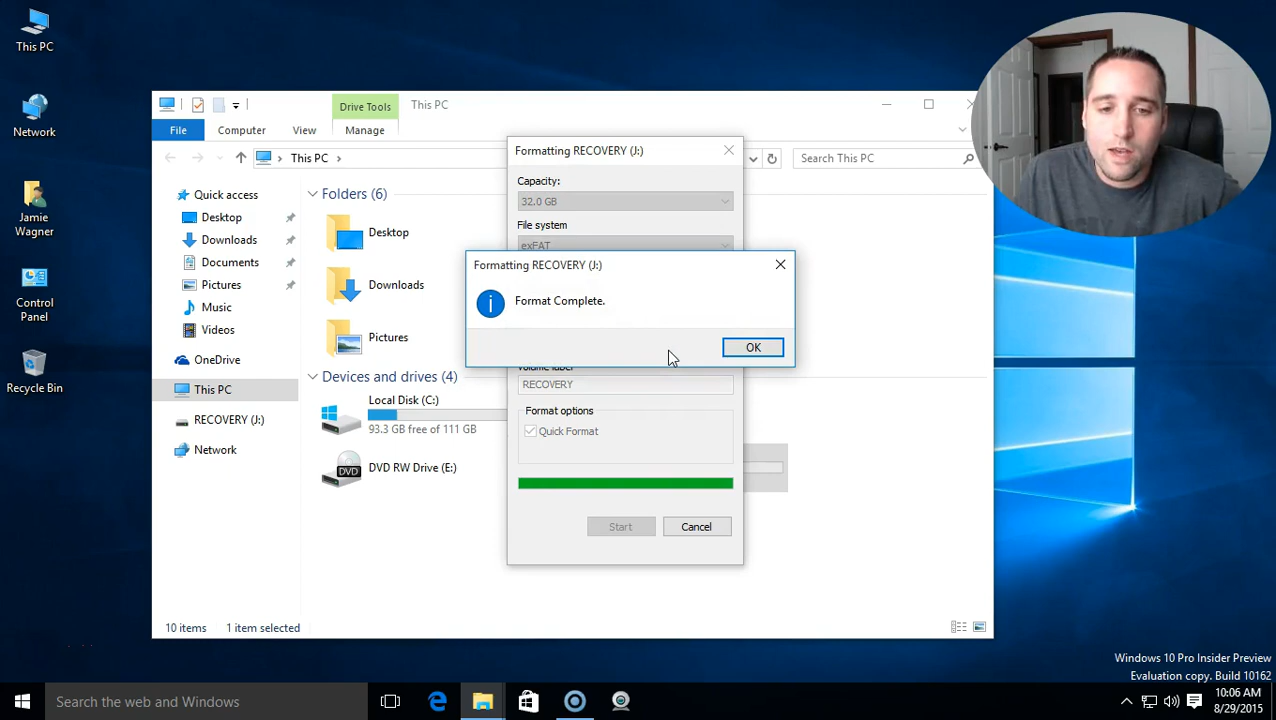 This PC
Network
Jamie
Wagner
Control
Panel
Recycle Bin
Drive Tools
This PC
File
Computer
View
Manage
This PC
Search This PC
Quick access
Desktop
Downloads
Documents
Pictures
Music
Videos
OneDrive
This PC
RECOVERY (J:)
Network
Folders (6)
Desktop
Downloads
Pictures
Devices and drives (4)
Local Disk (C:)
93.3 GB free of 111 GB
DVD
DVD RW Drive (E:)
Formatting RECOVERY (J:)
Capacity:
32.0 GB
File system
exFAT
Formatting RECOVERY (J:)
Format Complete.
OK
Volume label
RECOVERY
Format options
Quick Format
Start
Cancel
10 items
1 item selected
Windows 10 Pro Insider Preview
Evaluation copy. Build 10162
Search the web and Windows
10:06 AM
8/29/2015